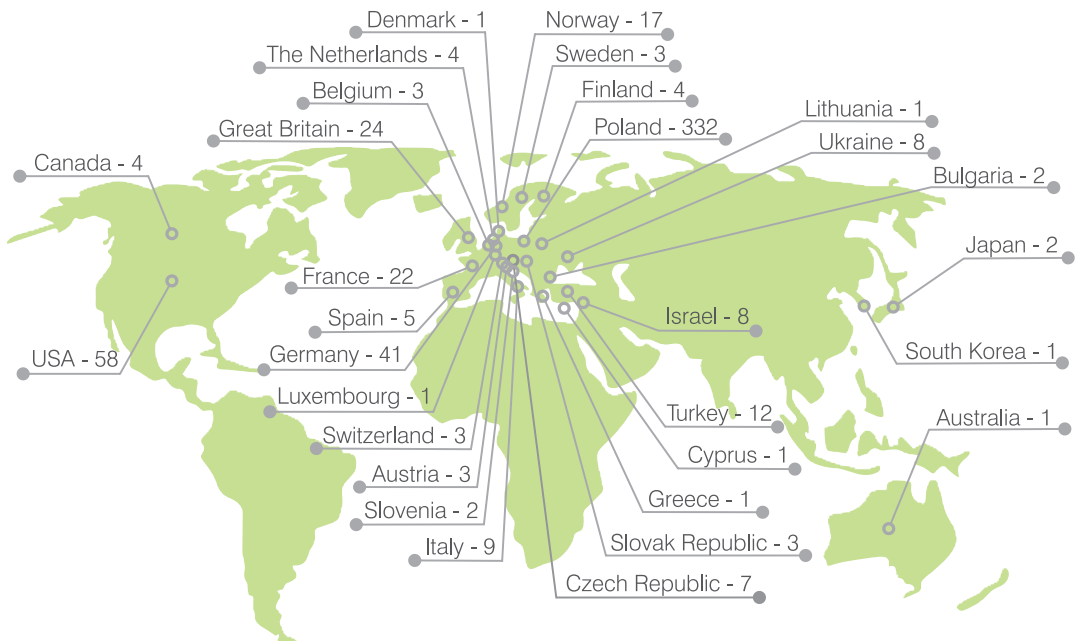 Denmark - 1
Norway - 17
The Netherlands - 4
Sweden - 3
Belgium - 3
Finland - 4
Great Britain - 24
Poland - 332
Lithuania - 1
Ukraine - 8
Canada - 4
Bulgaria - 2
Japan - 2
France - 22
Spain - 5
Israel - 8
USA - 58
Germany - 41
South Korea - 1
Luxembourg - 1
Turkey - 12
Australia - 1
Switzerland - 3
Cyprus - 1
Austria - 3
Greece - 1
Slovenia - 2
Slovak Republic - 3
Italy - 9
Czech Republic - 7